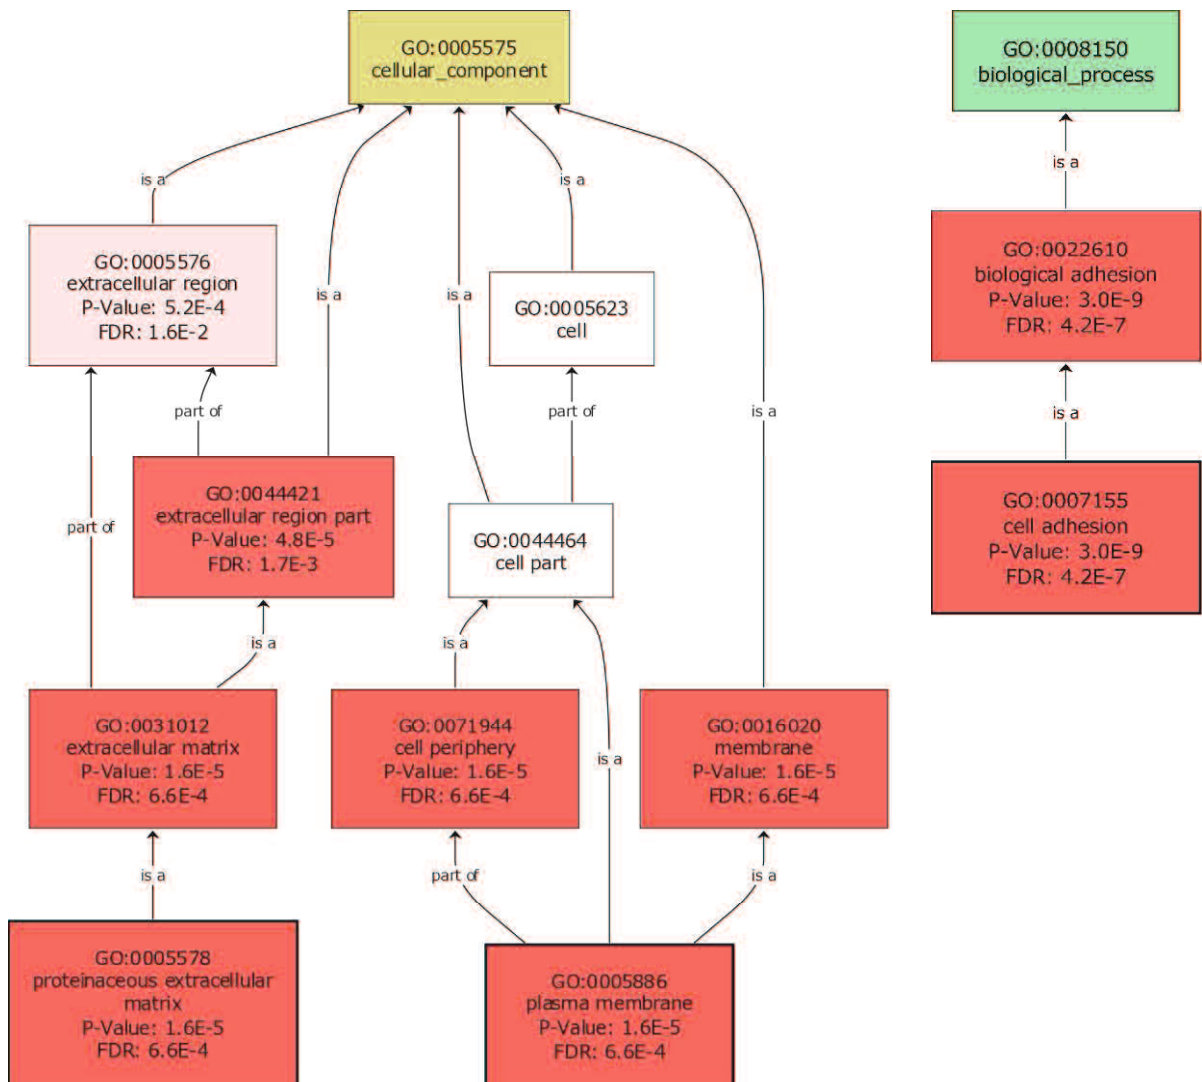 GO:0005575
cellular_component
GO:0008150
biological_process
is a
is a
is a
GO:0005576
extracellular region
P-Value: 5.2E-4
FDR: 1.6E-2
GO:0022610
biological adhesion
P-Value: 3.0E-9
FDR: 4.2E-7
is a
is a
GO:0005623
cell
part of
part of
is a
is a
GO:0044421
extracellular region part
P-Value: 4.8E-5
FDR: 1.7E-3
GO:0007155
cell adhesion
P-Value: 3.0E-9
FDR: 4.2E-7
part of
GO:0044464
cell part
is a
is a
GO:0031012
extracellular matrix
P-Value: 1.6E-5
FDR: 6.6E-4
GO:0071944
cell periphery
P-Value: 1.6E-5
FDR: 6.6E-4
is a
GO:0016020
membrane
P-Value: 1.6E-5
FDR: 6.6E-4
is a
part of
is a
GO:0005578
proteinaceous extracellular
matrix
P-Value: 1.6E-5
FDR: 6.6E-4
GO:0005886
plasma membrane
P-Value: 1.6E-5
FDR: 6.6E-4